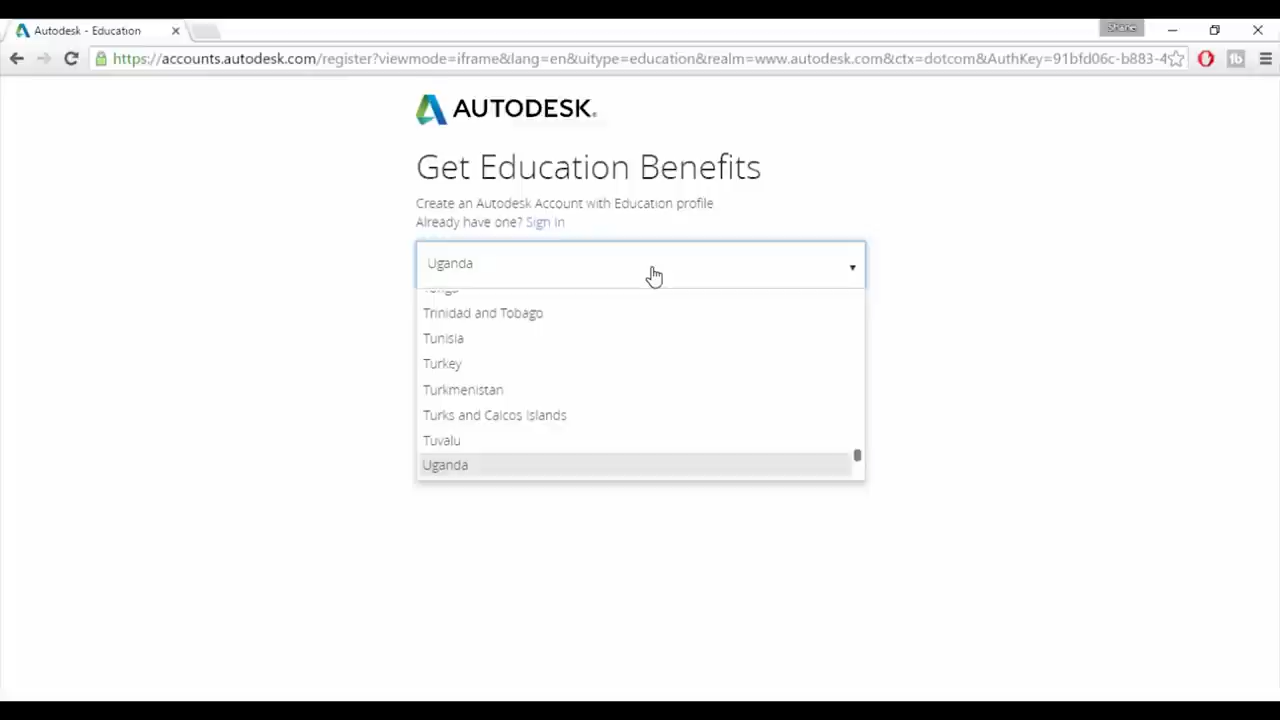 Autodesk - Education
Share
https://accounts.autodesk.com/register?viewmode=iframe&lang=en&uitype=education&realm=www.autodesk.com&ctx=dotcom&AuthKey=91bfd06c-b883-4
AUTODESK®
Get Education Benefits
Create an Autodesk Account with Education profile
Already have one? Sign in
Uganda
Tonga
Trinidad and Tobago
Tunisia
Turkey
Turkmenistan
Turks and Caicos Islands
Tuvalu
Uganda